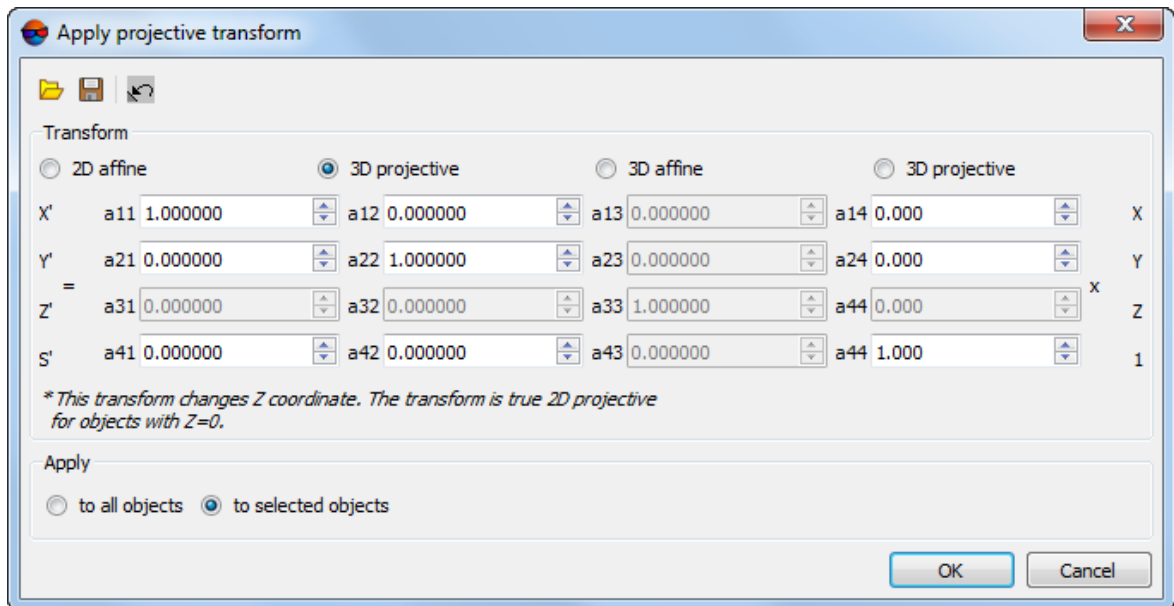 Apply projective transform
Transform
2D affine 3D projective 3D affine 3D projective
X' a11 1.000000 a12 0.000000 a13 0.000000 a14 0.000 X
Y' a21 0.000000 a22 1.000000 a23 0.000000 a24 0.000 Y
= x
Z' a31 0.000000 a32 0.000000 a33 1.000000 a44 0.000 Z
S' a41 0.000000 a42 0.000000 a43 0.000000 a44 1.000 1
* This transform changes Z coordinate. The transform is true 2D projective
for objects with Z=0.
Apply
to all objects to selected objects
OK Cancel